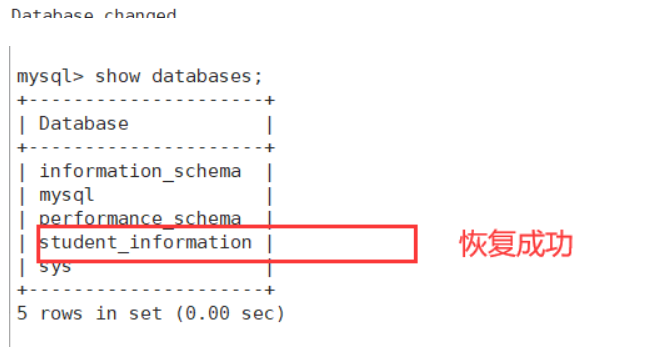 Database changed
mysql> show databases;
+---------------------+
| Database            |
+---------------------+
| information_schema  |
| mysql               |
| performance_schema  |
| student_information |
| sys                 |
+---------------------+
5 rows in set (0.00 sec)
恢复成功